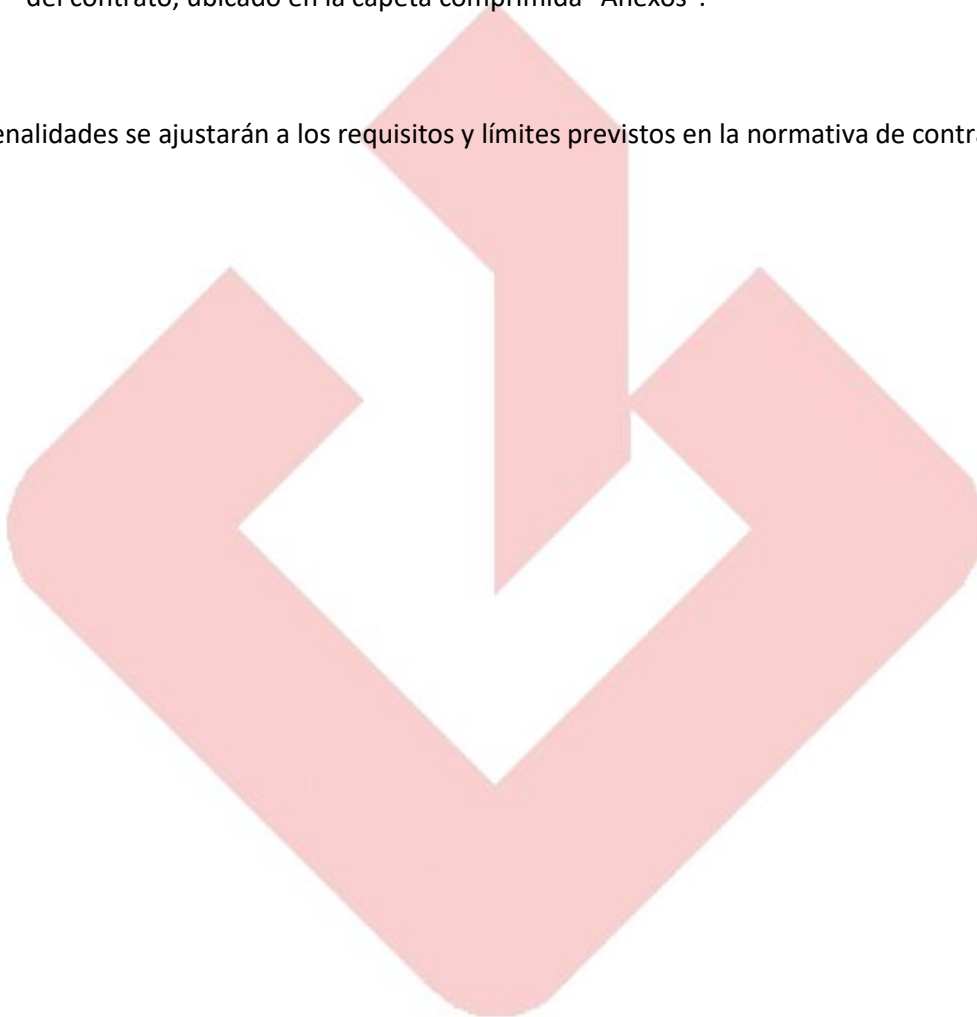 del contrato, ubicado en la capeta comprimida "Anexos".
enalidades se ajustarán a los requisitos y límites previstos en la normativa de contra